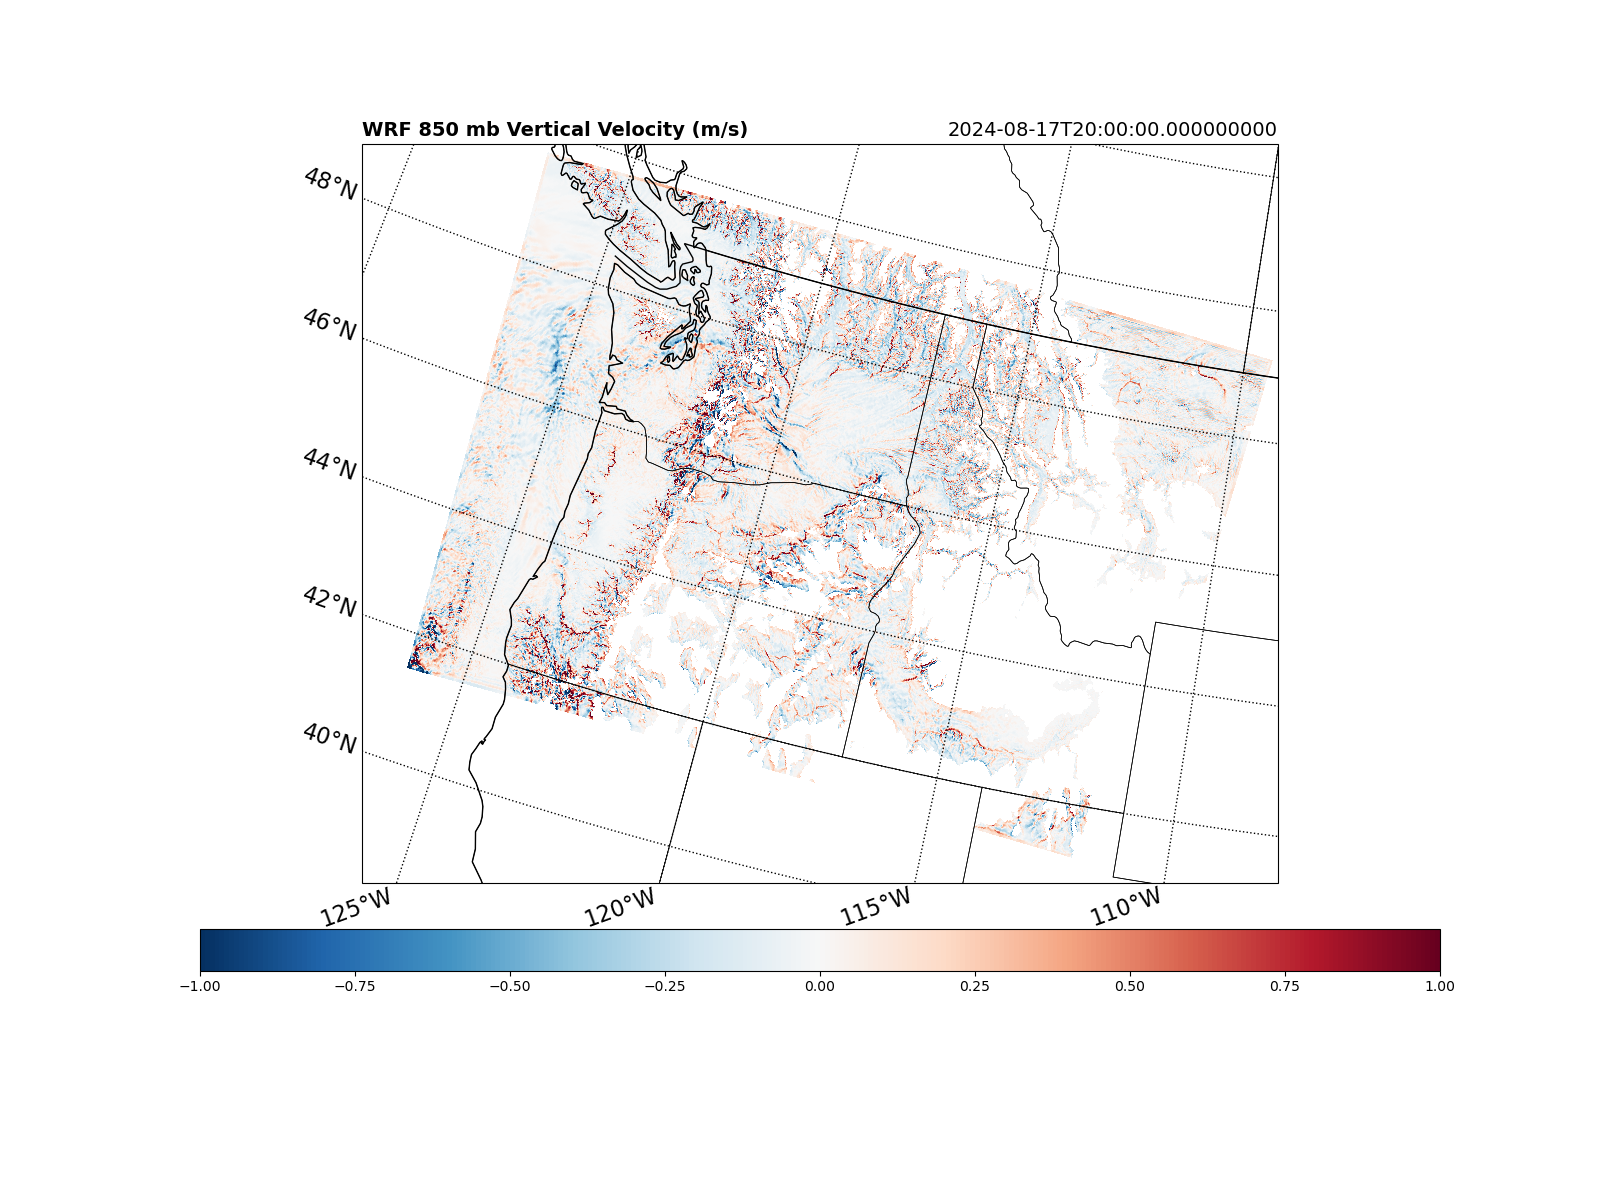 WRF 850 mb Vertical Velocity (m/s)
2024-08-17T20:00:00.000000000
48°N
46°N
44°N
42°N
40°N
125°W
120°W
115°W
110°W
−1.00
−0.75
−0.50
−0.25
0.00
0.25
0.50
0.75
1.00